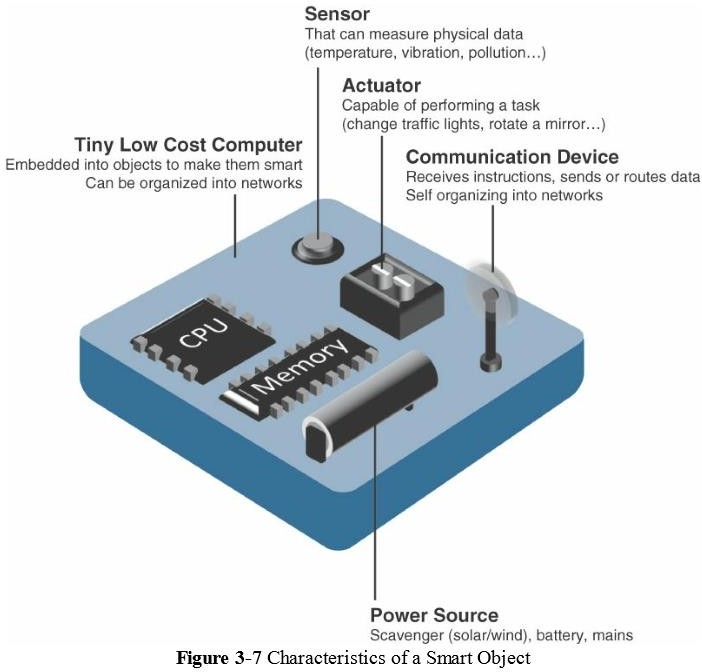 Sensor
That can measure physical data
(temperature, vibration, pollution...)
Actuator
Capable of performing a task
(change traffic lights, rotate a mirror...)
Tiny Low Cost Computer
Embedded into objects to make them smart
Can be organized into networks
Communication Device
Receives instructions, sends or routes data
Self organizing into networks
CPU
Memory
Power Source
Scavenger (solar/wind), battery, mains
Figure 3-7 Characteristics of a Smart Object